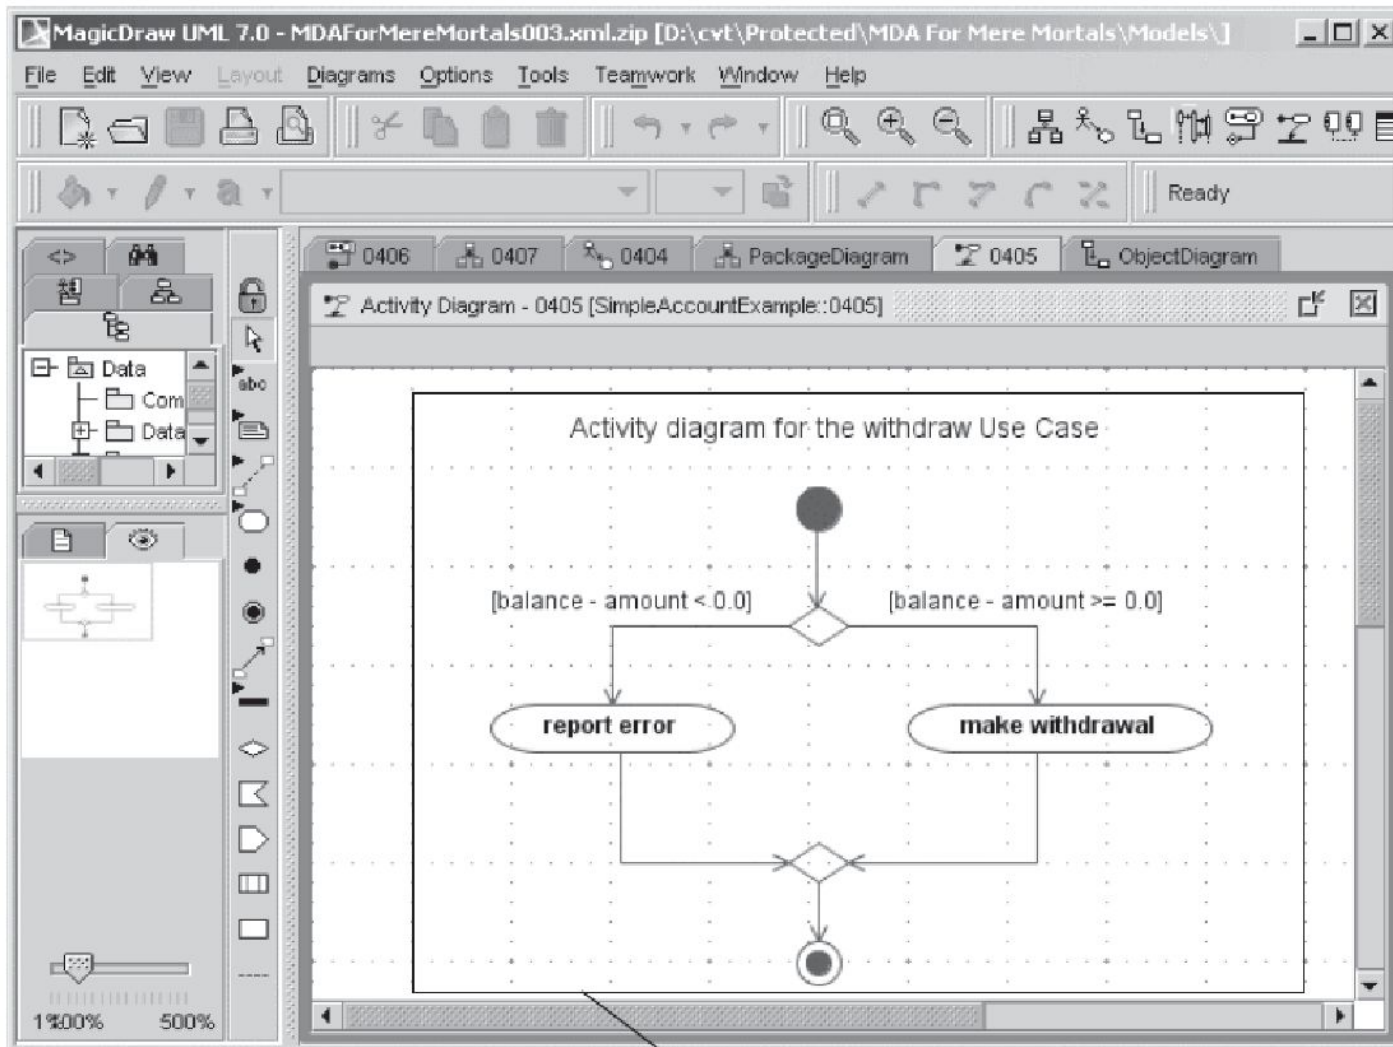 MagicDraw UML 7.0 - MDAForMereMortals003.xml.zip [D:\cvt\Protected\MDA For Mere Mortals\Models\]
File Edit View Layout Diagrams Options Tools Teamwork Window Help
Ready
0406 0407 0404 PackageDiagram 0405 ObjectDiagram
Activity Diagram - 0405 [SimpleAccountExample::0405]
Data
Com
Data
abc
Activity diagram for the withdraw Use Case
[balance - amount < 0.0] [balance - amount >= 0.0]
report error make withdrawal
500%